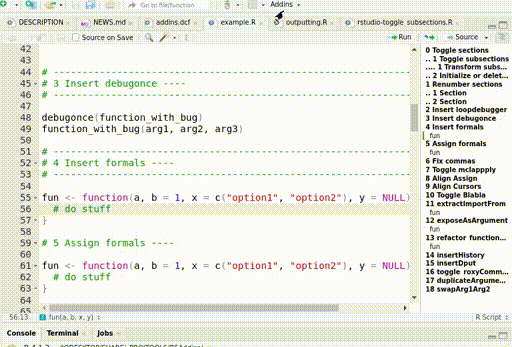 Go to file/function
Addins
DESCRIPTION
NEWS.md
addins.dcf
example.R
outputting.R
rstudio-toggle subsections.R
Source on Save
Run
Source
42
43
44 # ----------------------------------------------------------------
45 # 3 Insert debugonce ----
46 # ----------------------------------------------------------------
47
48 debugonce(function_with_bug)
49 function_with_bug(arg1, arg2, arg3)
50
51 # ----------------------------------------------------------------
52 # 4 Insert formals ----
53 # ----------------------------------------------------------------
54
55 fun <- function(a, b = 1, x = c("option1", "option2"), y = NULL)
56 # do stuff
57 }
58
59 # 5 Assign formals ----
60
61 fun <- function(a, b = 1, x = c("option1", "option2"), y = NULL)
62 # do stuff
63 }
64
65
0 Toggle sections
.. 1 Toggle subsections
.... 1 Transform subs...
.. 2 Initialize or delet...
1 Renumber sections
.. 1 Section
.. 2 Section
2 Insert loopdebugger
3 Insert debugonce
4 Insert formals
fun
5 Assign formals
fun
6 Fix commas
7 Toggle mclappply
8 Align Assign
9 Align Cursors
10 Toggle Blabla
11 extractImportFrom
12 exposeAsArgument
13 refactor function...
14 insertHistory
15 insertDput
16 toggle roxyComm...
17 duplicateArgume...
18 swapArg1Arg2
56:13
fun(a, b, x, y)
R Script
Console
Terminal
Jobs